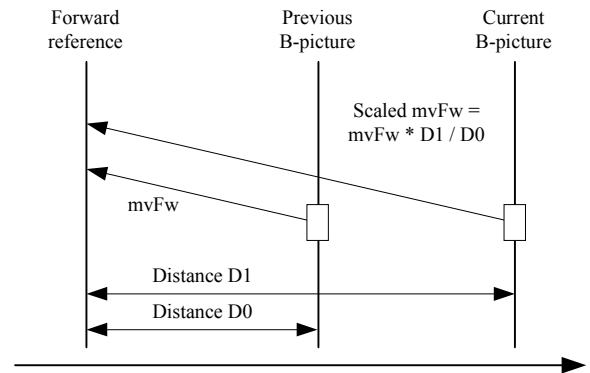 Forward
reference
Previous
B-picture
Current
B-picture
Scaled mvFw =
mvFw * D1 / D0
mvFw
Distance D1
Distance D0